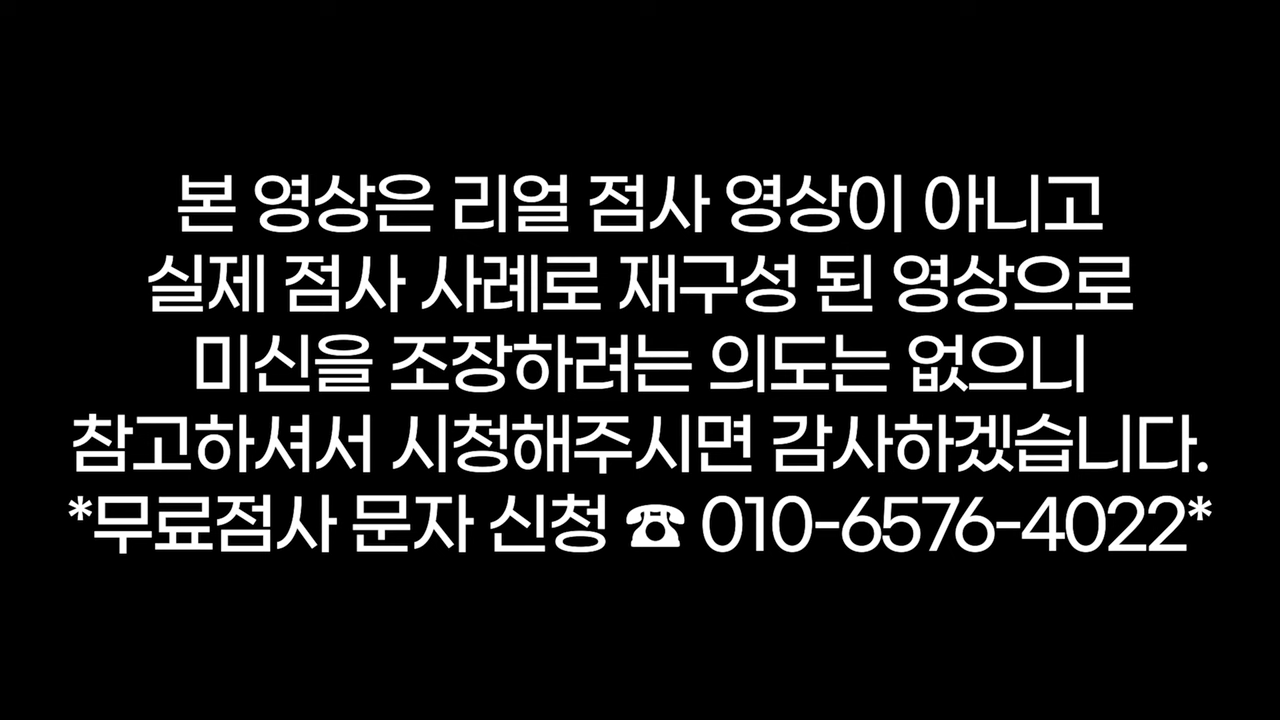 본 영상은 리얼 점사 영상이 아니고
실제 점사 사례로 재구성 된 영상으로
미신을 조장하려는 의도는 없으니
참고하셔서 시청해주시면 감사하겠습니다.
*무료점사 문자 신청 ☎ 010-6576-4022*